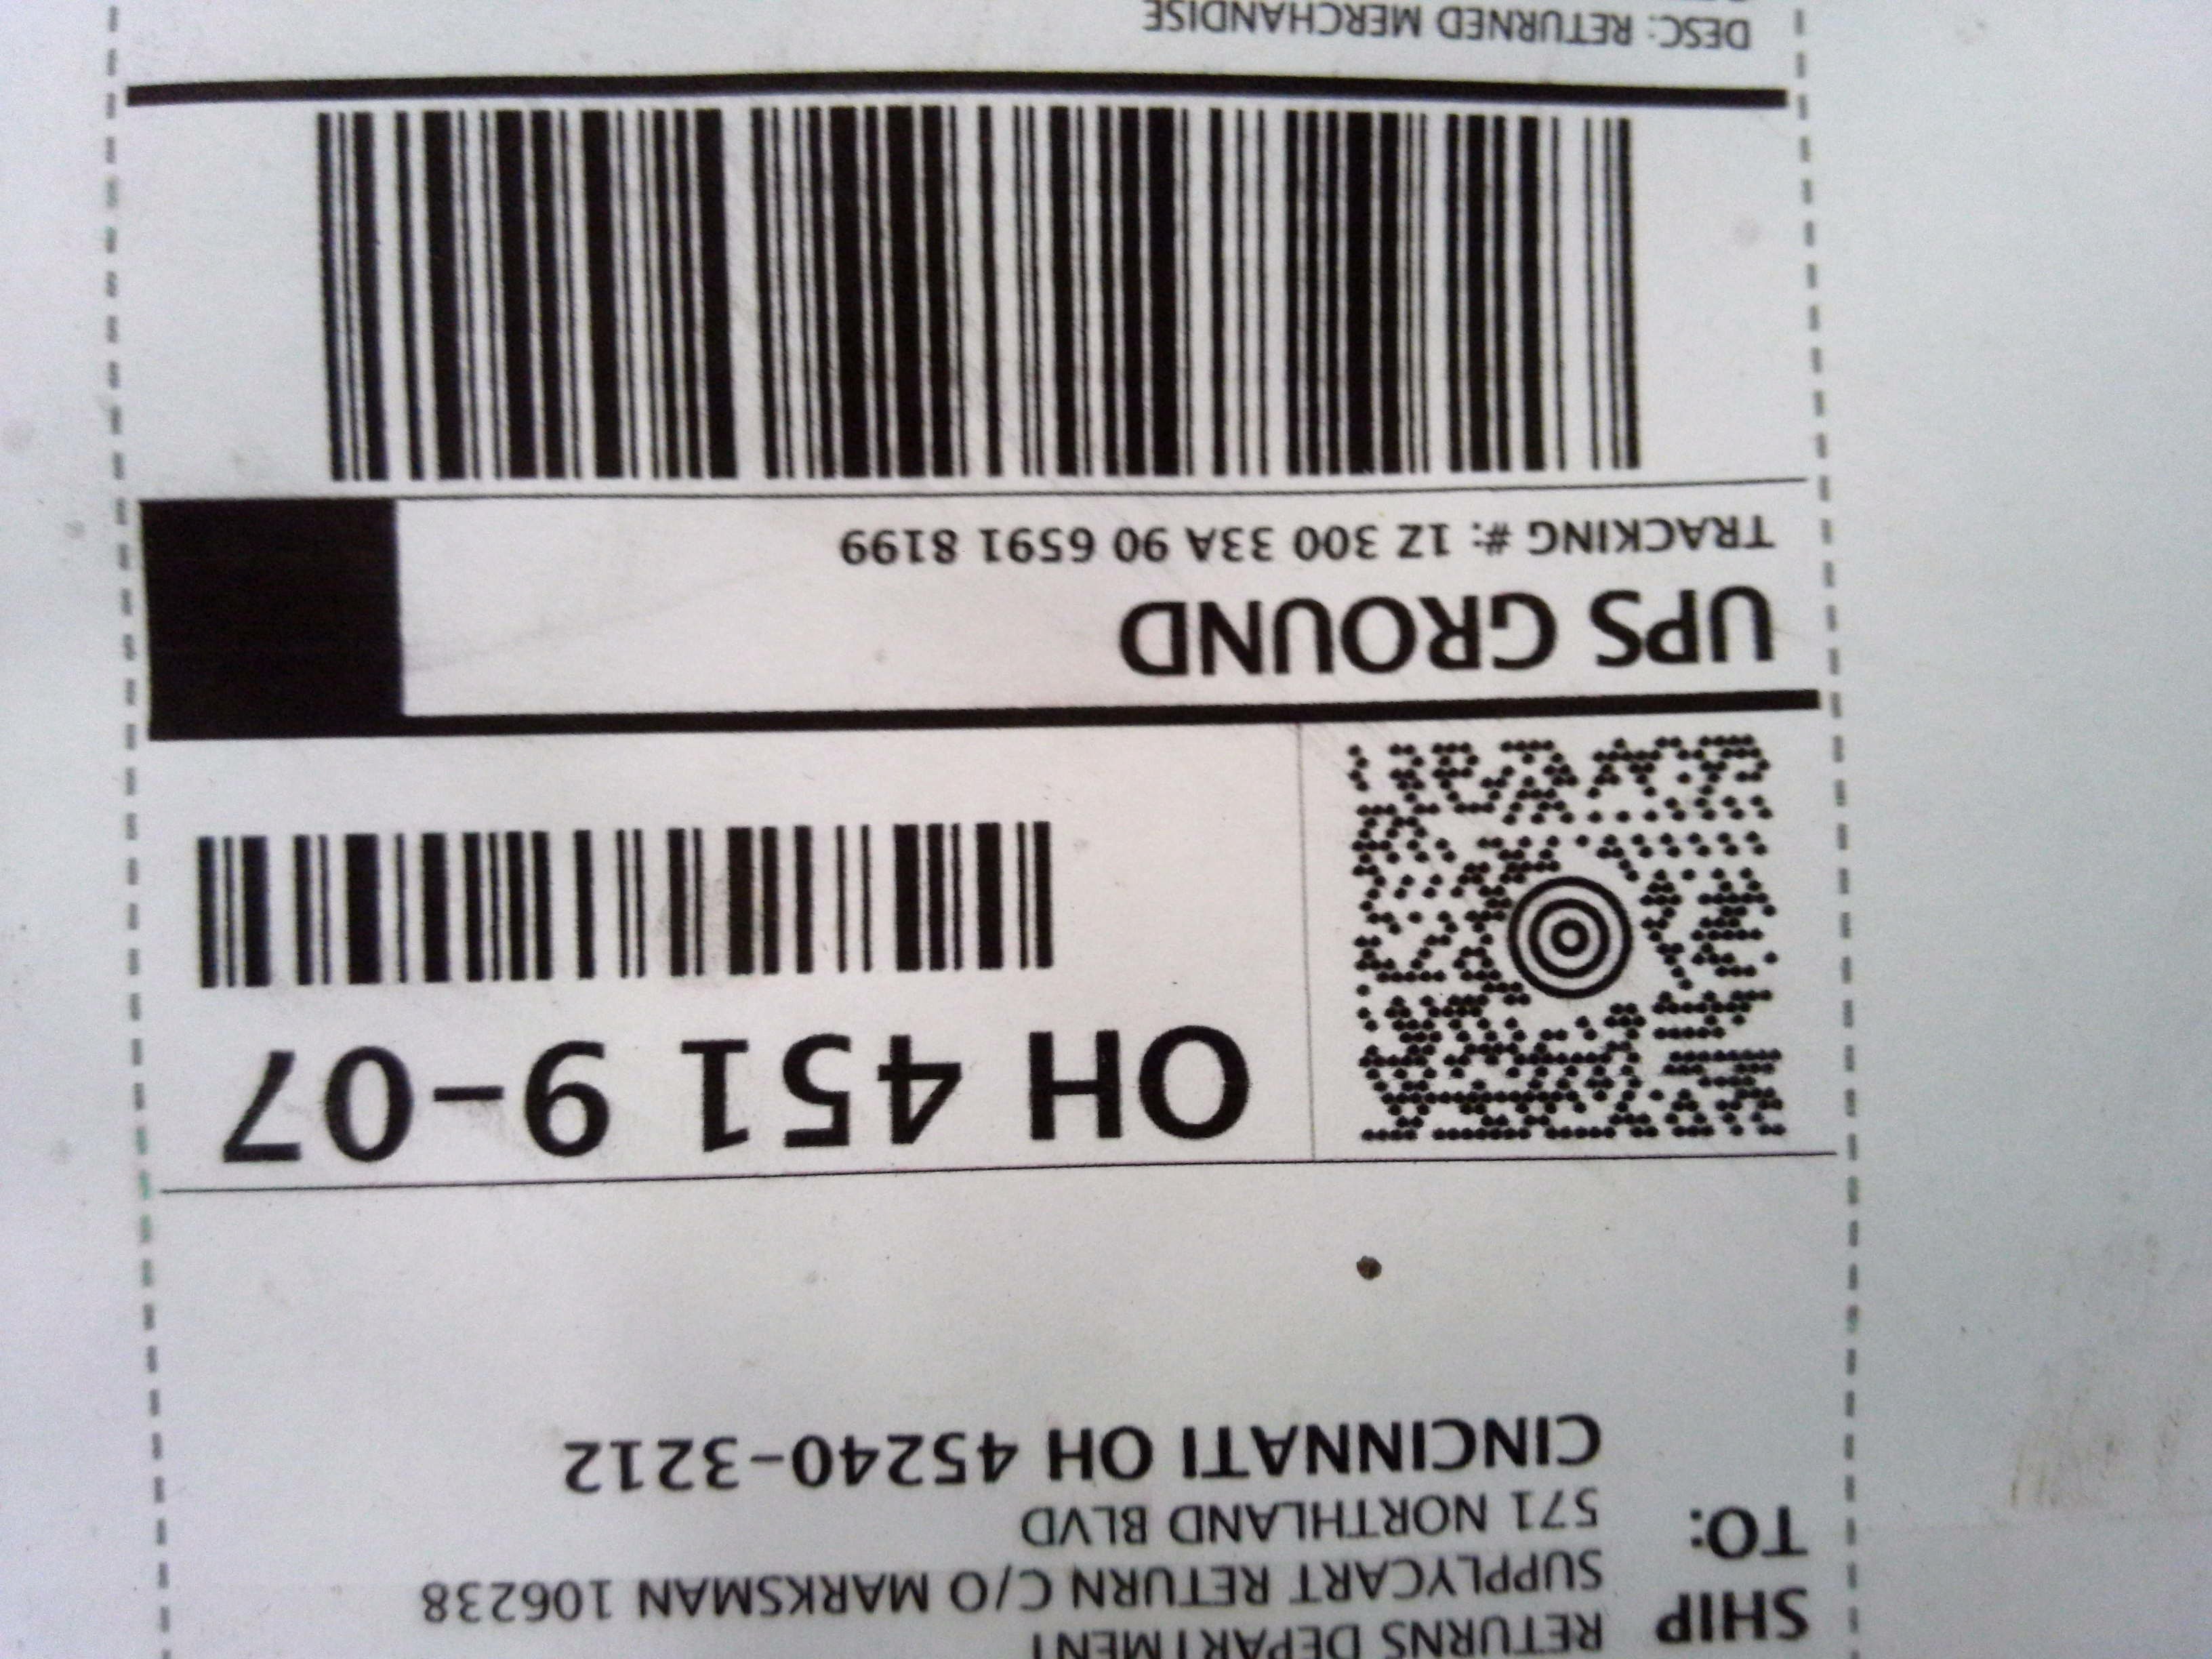 RETURNS DEPARTMENT
SHIP
SUPPLYCART RETURN C/O MARKSMAN 106238
TO:
571 NORTHLAND BLVD
CINCINNATI OH 45240-3212
OH 451 9-07
UPS GROUND
TRACKING #: 1Z 300 33A 90 6591 8199
DESC: RETURNED MERCHANDISE